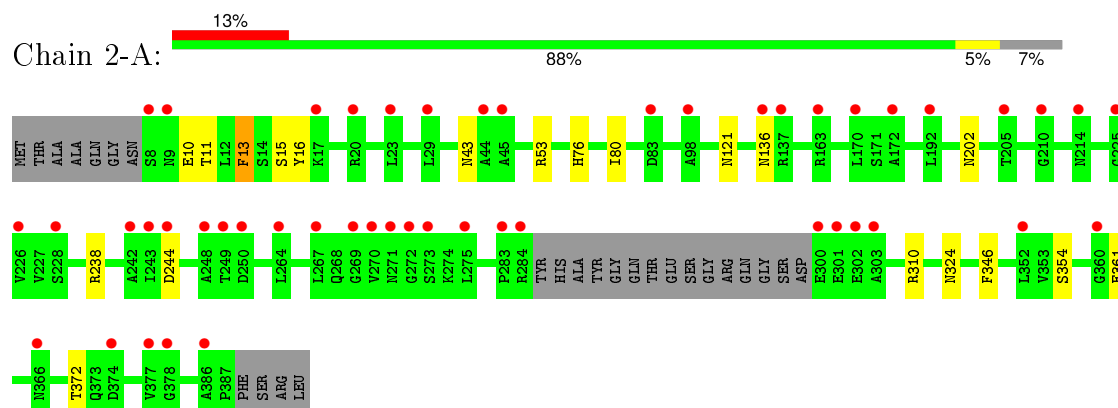 13%
Chain 2-A:
88% 5% 7%
MET THR ALA ALA GLN GLY ASN S8 N9 E10 T11 L12 F13 S14 S15 Y16 K17 R20 L23 L29 N43 A44 A45 R53 H76 I80 D83 A98 N121 N136 R137 R163 L170 S171 A172 L192 N202 T205 G210 N214
V226 V227 S228 R238 A242 I243 D244 A248 T249 D250 L264 L267 Q268 G269 V270 N271 G272 S273 K274 L275 P283 R284 TYR HIS ALA TYR GLY GLN THR GLU SER GLY ARG GLN GLY SER ASP E300 E301 E302 A303 R310 N324 F346 L352 V353 S354 G360
N366 T372 Q373 D374 V377 G378 A386 P387 PHE SER ARG LEU